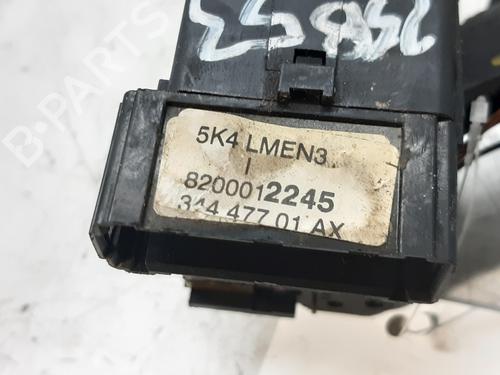 5K4 LMEN3
I
8200012245
344 477 01 AX
B-PARTS